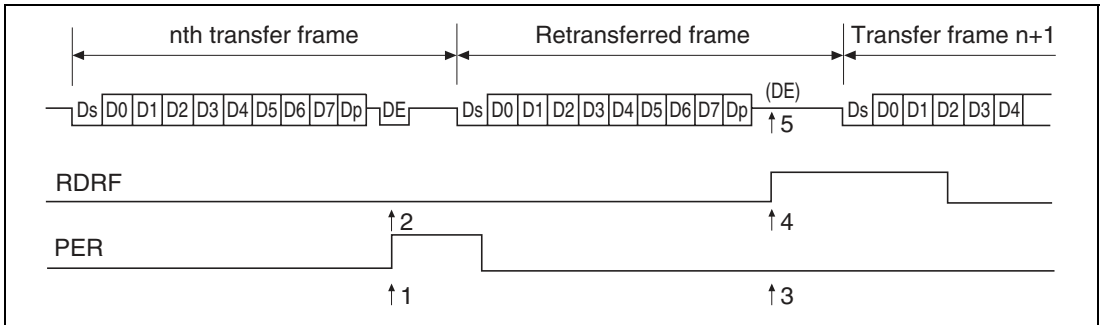 nth transfer frame Retransferred frame Transfer frame n+1
(DE)
Ds D0 D1 D2 D3 D4 D5 D6 D7 Dp DE Ds D0 D1 D2 D3 D4 D5 D6 D7 Dp Ds D0 D1 D2 D3 D4
↑5
RDRF
↑2 ↑4
PER
↑1 ↑3